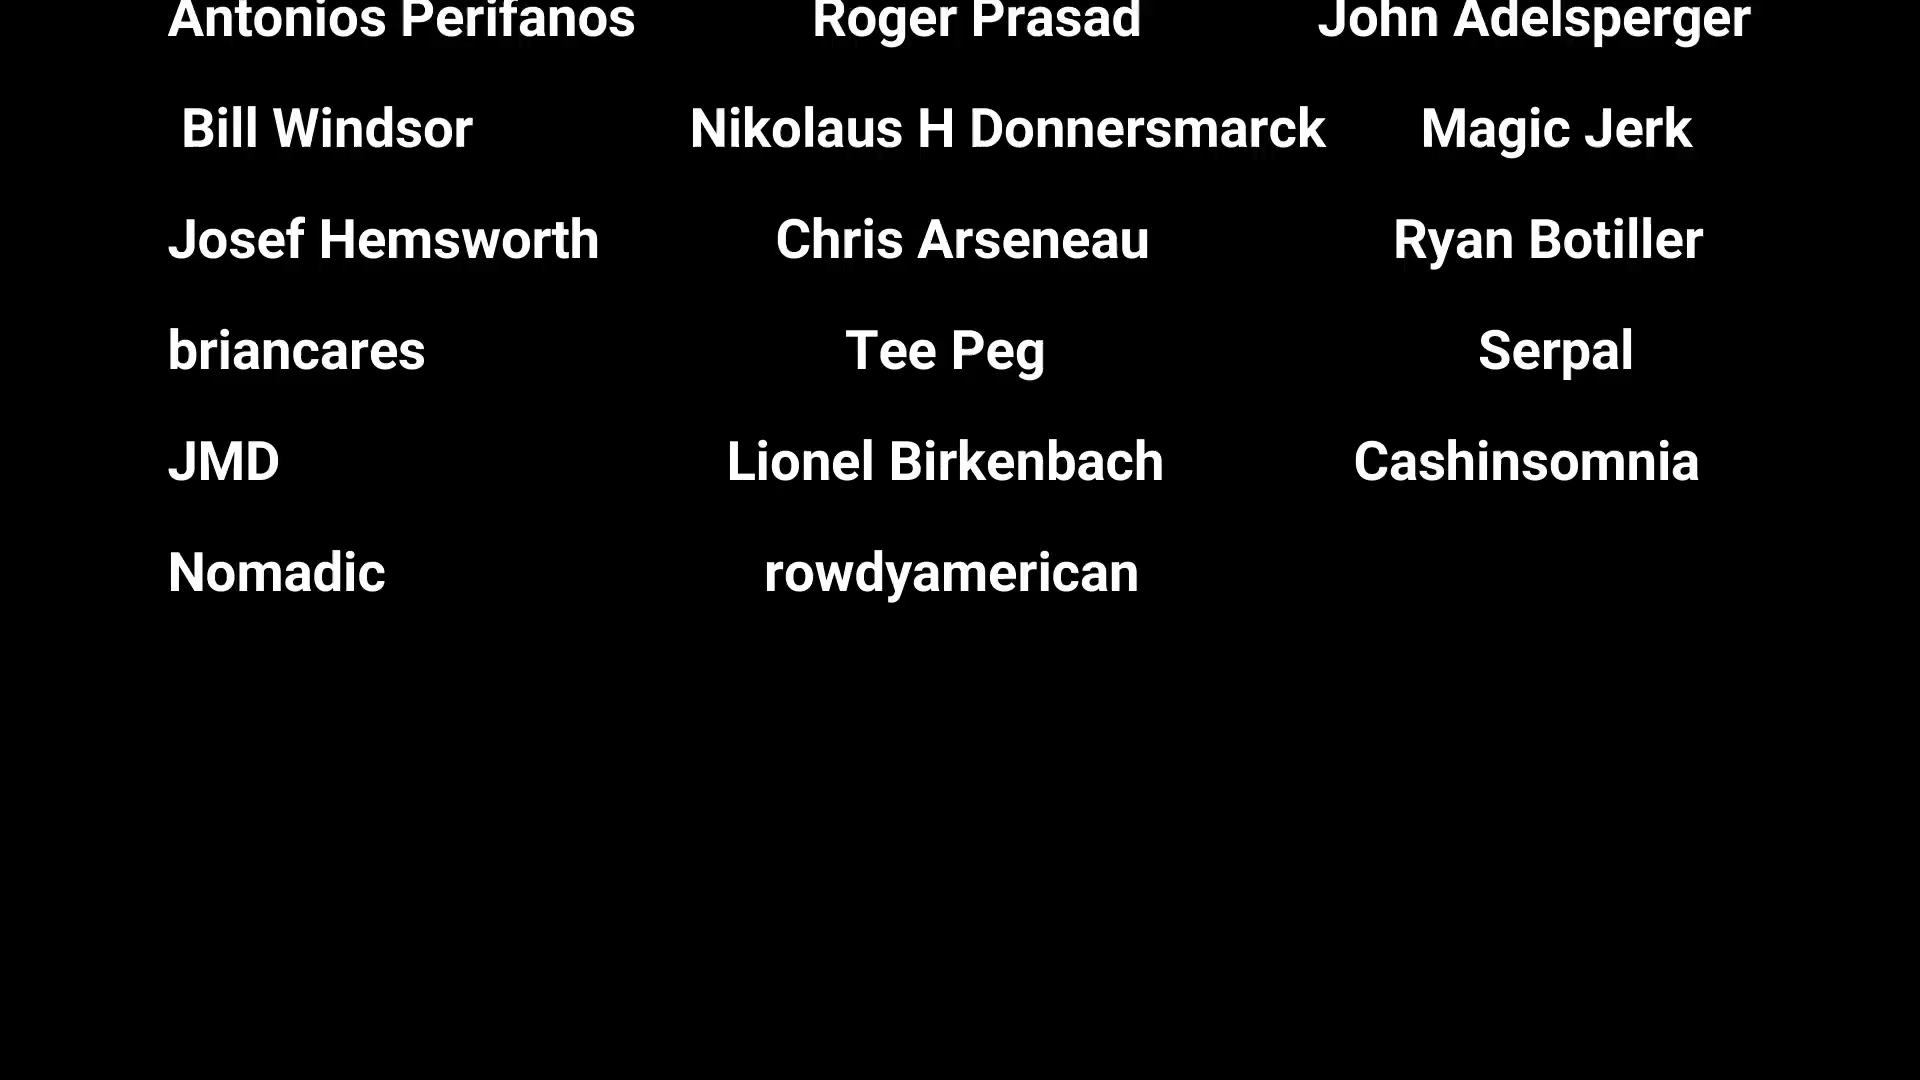 Antonios Perifanos Roger Prasad John Adelsperger
Bill Windsor Nikolaus H Donnersmarck Magic Jerk
Josef Hemsworth Chris Arseneau Ryan Botiller
briancares Tee Peg Serpal
JMD Lionel Birkenbach Cashinsomnia
Nomadic rowdyamerican